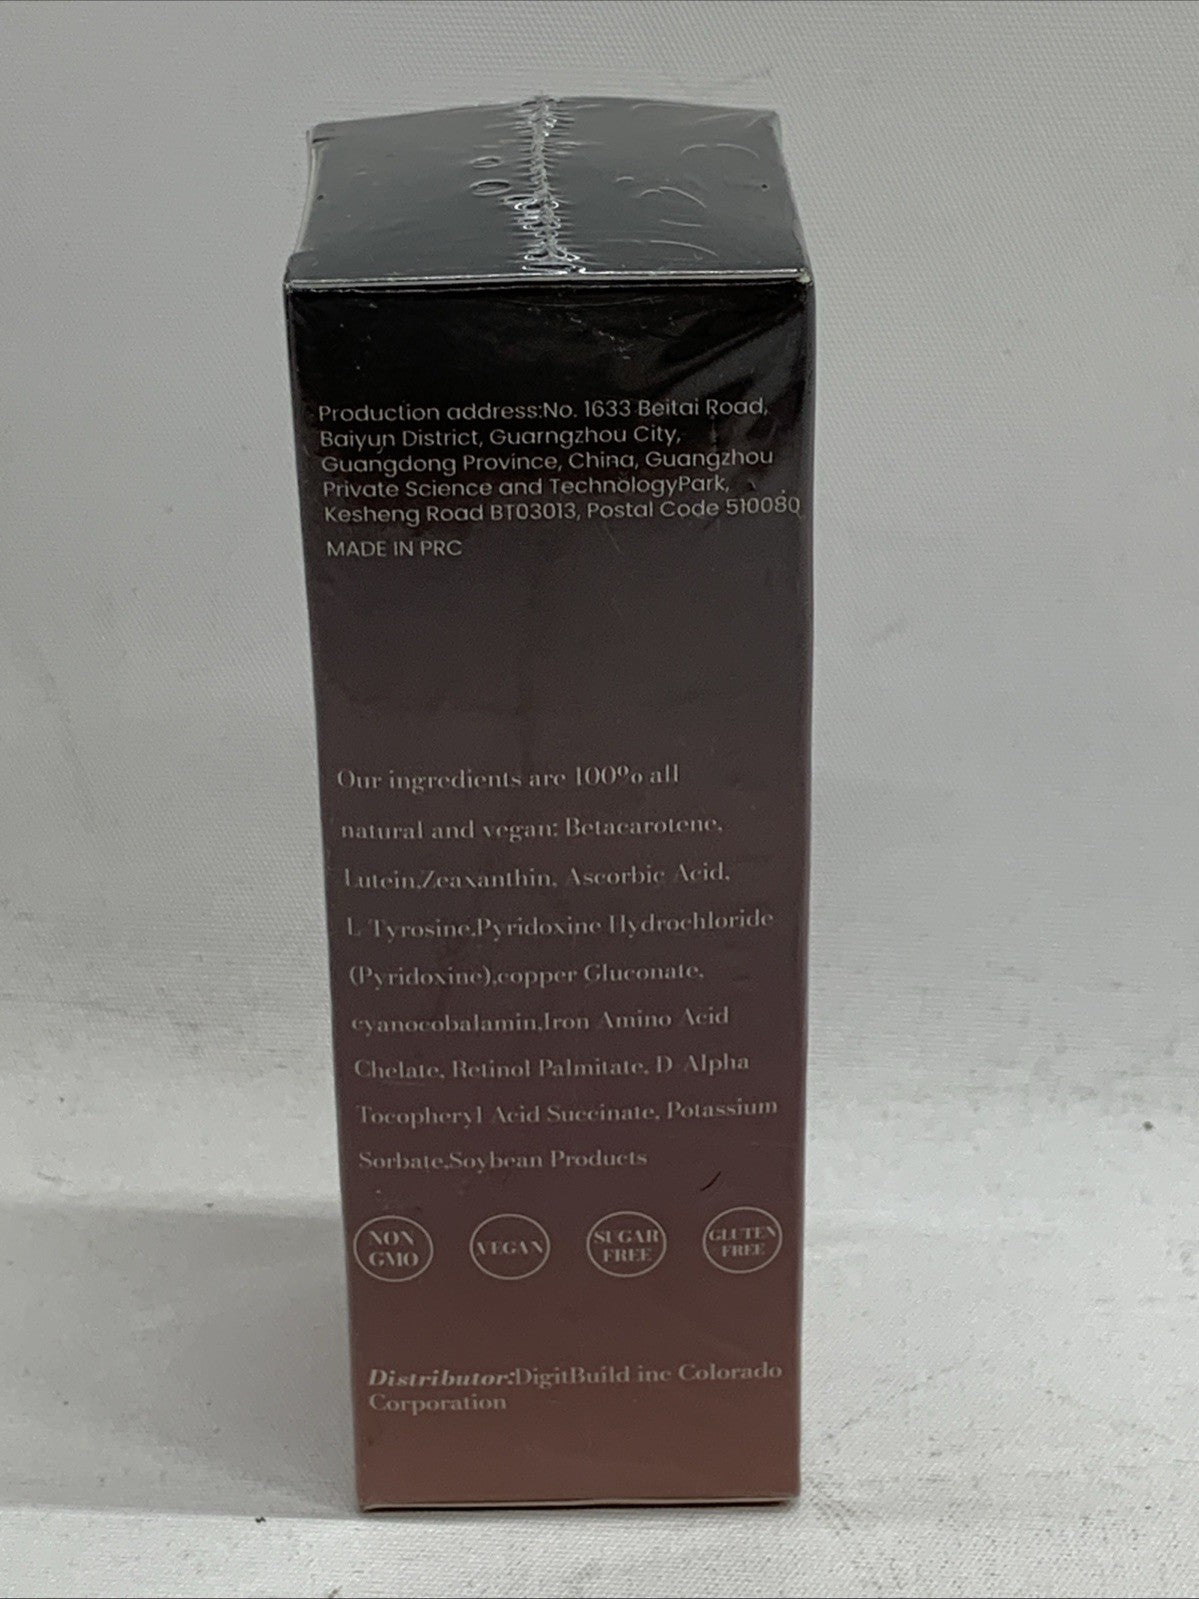 Production address:No. 1633 Beitai Road,
Baiyun District, Guarngzhou City,
Guangdong Province, China, Guangzhou
Private Science and TechnologyPark,
Kesheng Road BT03013, Postal Code 510080
MADE IN PRC
Our ingredients are 100% all
natural and vegan: Betacarotene,
Lutein,Zeaxanthin, Ascorbic Acid,
L Tyrosine,Pyridoxine Hydrochloride
(Pyridoxine),copper Gluconate,
cyanocobalamin,Iron Amino Acid
Chelate, Retinol Palmitate, D Alpha
Tocopheryl Acid Succinate, Potassium
Sorbate,Soybean Products
NON
GMO
VEGAN
SUGAR
FREE
GLUTEN
FREE
Distributor:DigitBuild inc Colorado
Corporation